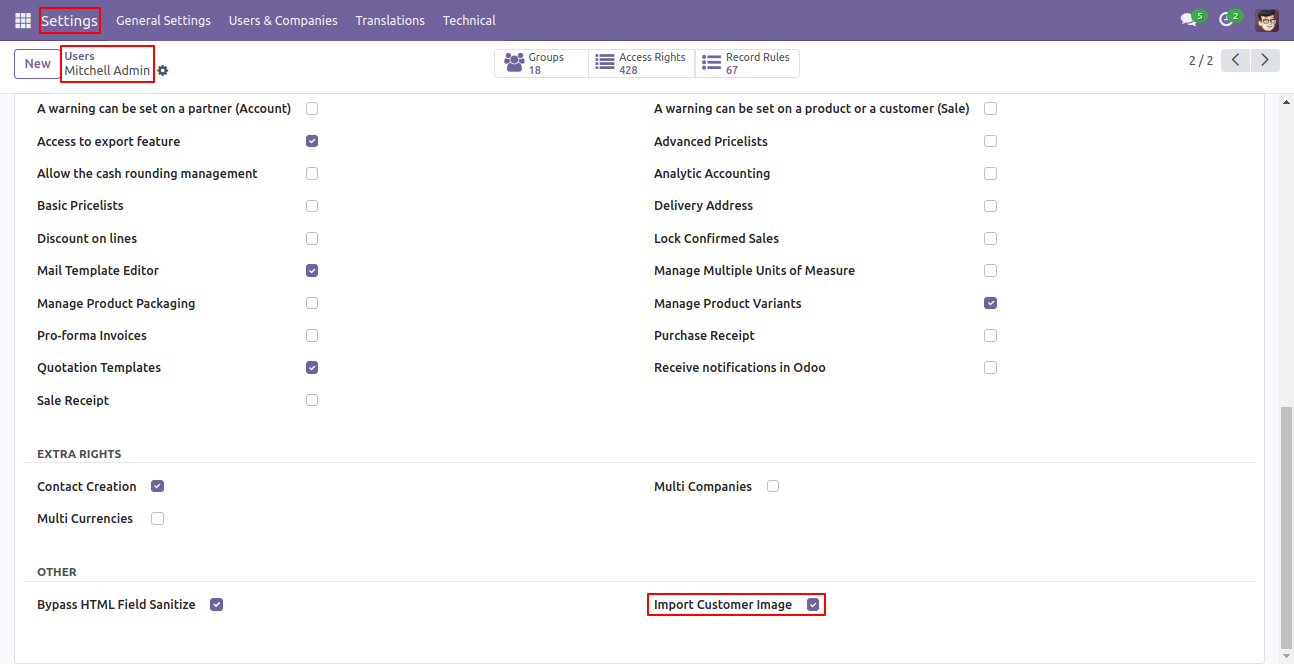 Settings General Settings Users & Companies Translations Technical 5 2
New Users Groups Access Rights Record Rules
Mitchell Admin 18 428 67 2 / 2
A warning can be set on a partner (Account) A warning can be set on a product or a customer (Sale)
Access to export feature Advanced Pricelists
Allow the cash rounding management Analytic Accounting
Basic Pricelists Delivery Address
Discount on lines Lock Confirmed Sales
Mail Template Editor Manage Multiple Units of Measure
Manage Product Packaging Manage Product Variants
Pro-forma Invoices Purchase Receipt
Quotation Templates Receive notifications in Odoo
Sale Receipt
EXTRA RIGHTS
Contact Creation Multi Companies
Multi Currencies
OTHER
Bypass HTML Field Sanitize Import Customer Image